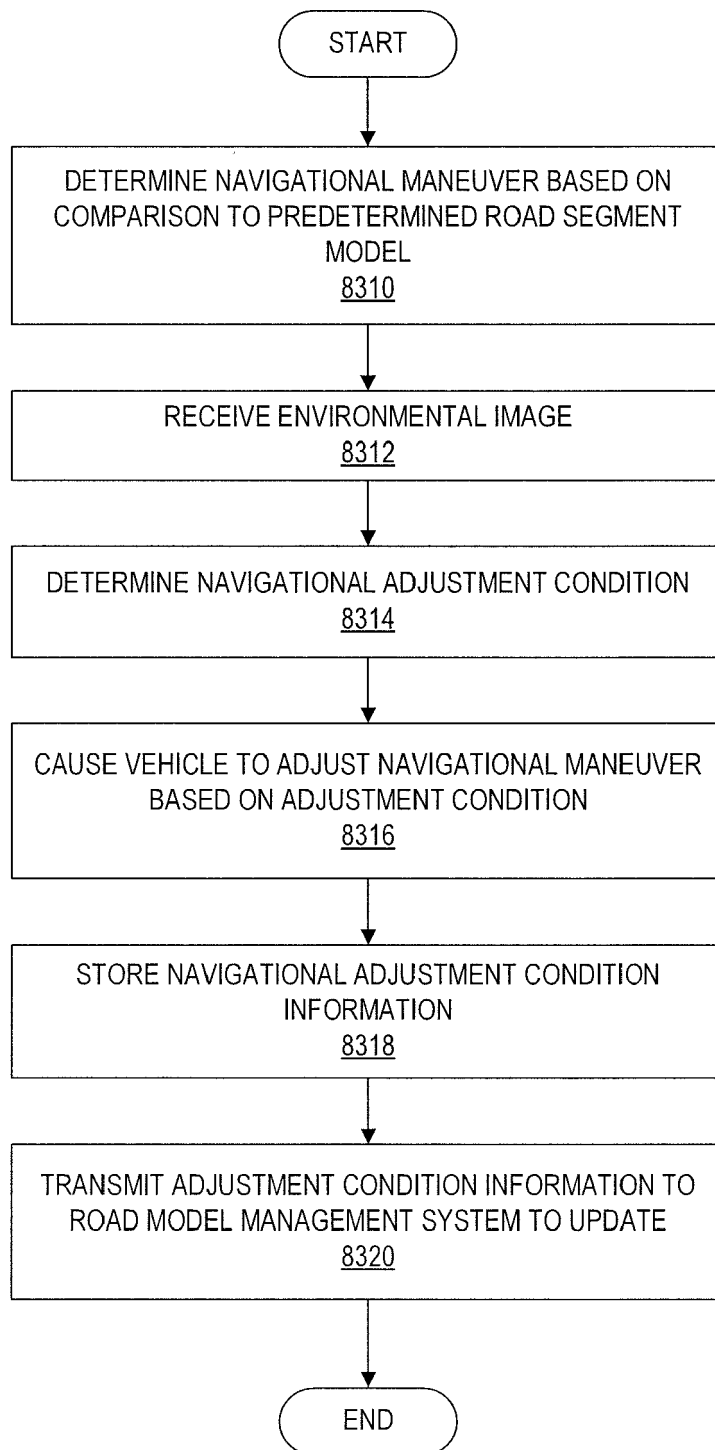 START
DETERMINE NAVIGATIONAL MANEUVER BASED ON
COMPARISON TO PREDETERMINED ROAD SEGMENT
MODEL
8310
RECEIVE ENVIRONMENTAL IMAGE
8312
DETERMINE NAVIGATIONAL ADJUSTMENT CONDITION
8314
CAUSE VEHICLE TO ADJUST NAVIGATIONAL MANEUVER
BASED ON ADJUSTMENT CONDITION
8316
STORE NAVIGATIONAL ADJUSTMENT CONDITION
INFORMATION
8318
TRANSMIT ADJUSTMENT CONDITION INFORMATION TO
ROAD MODEL MANAGEMENT SYSTEM TO UPDATE
8320
END